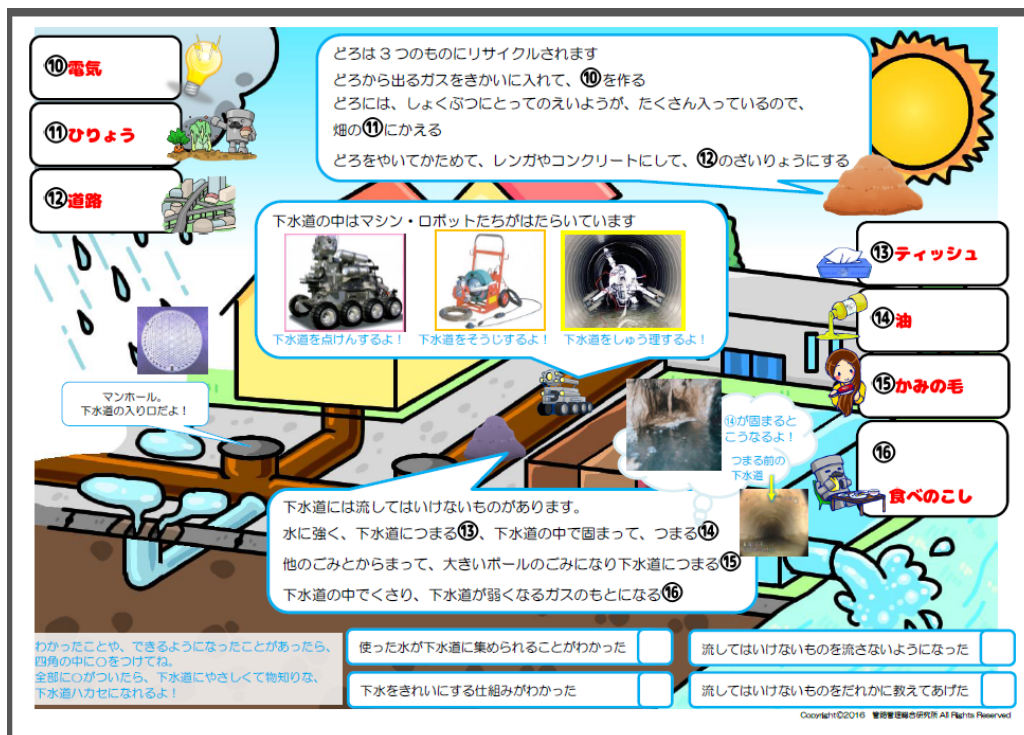 ⑩電気
⑪ひりょう
⑫道路
どろは3つのものにリサイクルされます
どろから出るガスをきかいに入れて、⑩を作る
どろには、しょくぶつにとってのえいようが、たくさん入っているので、
畑の⑪にかえる
どろをやいてかためて、レンガやコンクリートにして、⑫のざいりょうにする
下水道の中はマシン・ロボットたちがはたらいています
下水道を点けんするよ！
下水道をそうじするよ！
下水道をしゅう理するよ！
⑬ティッシュ
⑭油
⑮かみの毛
⑯
食べのこし
マンホール。
下水道の入り口だよ！
⑭が固まると
こうなるよ！
つまる前の
下水道
下水道には流してはいけないものがあります。
水に強く、下水道につまる⑬、下水道の中で固まって、つまる⑭
他のごみとからまって、大きいボールのごみになり下水道につまる⑮
下水道の中でくさり、下水道が弱くなるガスのもとになる⑯
わかったことや、できるようになったことがあったら、
四角の中に○をつけてね。
全部に○がついたら、下水道にやさしくて物知りな、
下水道ハカセになれるよ！
使った水が下水道に集められることがわかった
下水をきれいにする仕組みがわかった
流してはいけないものを流さないようになった
流してはいけないものをだれかに教えてあげた
Copyright©2016 管路管理総合研究所 All Rights Reserved